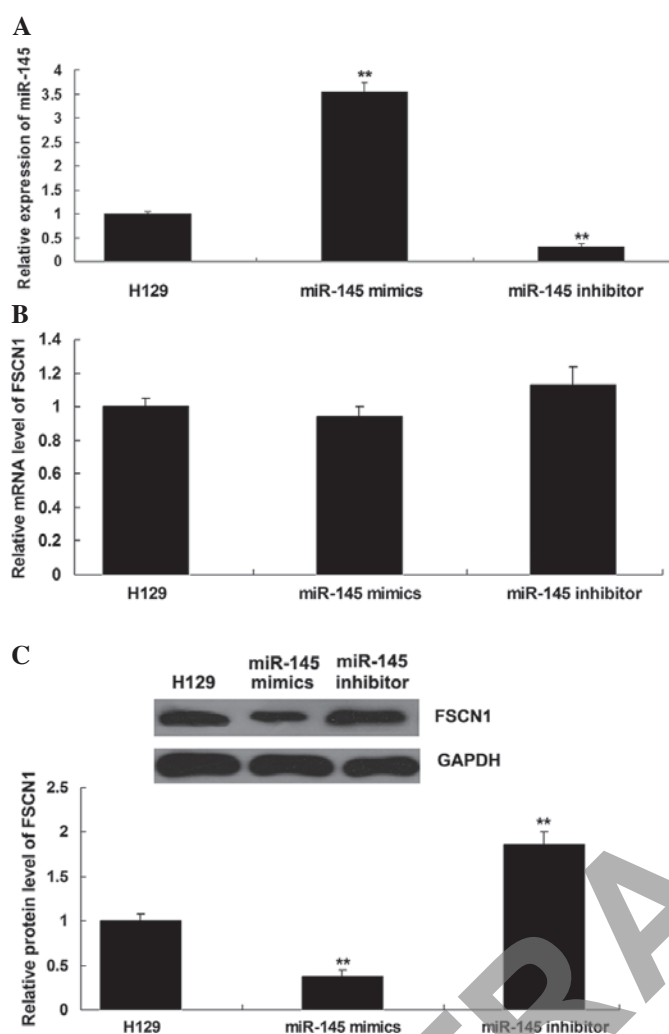 A
Relative expression of miR-145
4
3.5
3
2.5
2
1.5
1
0.5
0
**
**
H129 miR-145 mimics miR-145 inhibitor
B
Relative mRNA level of FSCN1
1.4
1.2
1
0.8
0.6
0.4
0.2
0
H129 miR-145 mimics miR-145 inhibitor
C
H129 miR-145 mimics miR-145 inhibitor
FSCN1
GAPDH
Relative protein level of FSCN1
2.5
2
1.5
1
0.5
0
**
**
H129 miR-145 mimics miR-145 inhibitor
RA